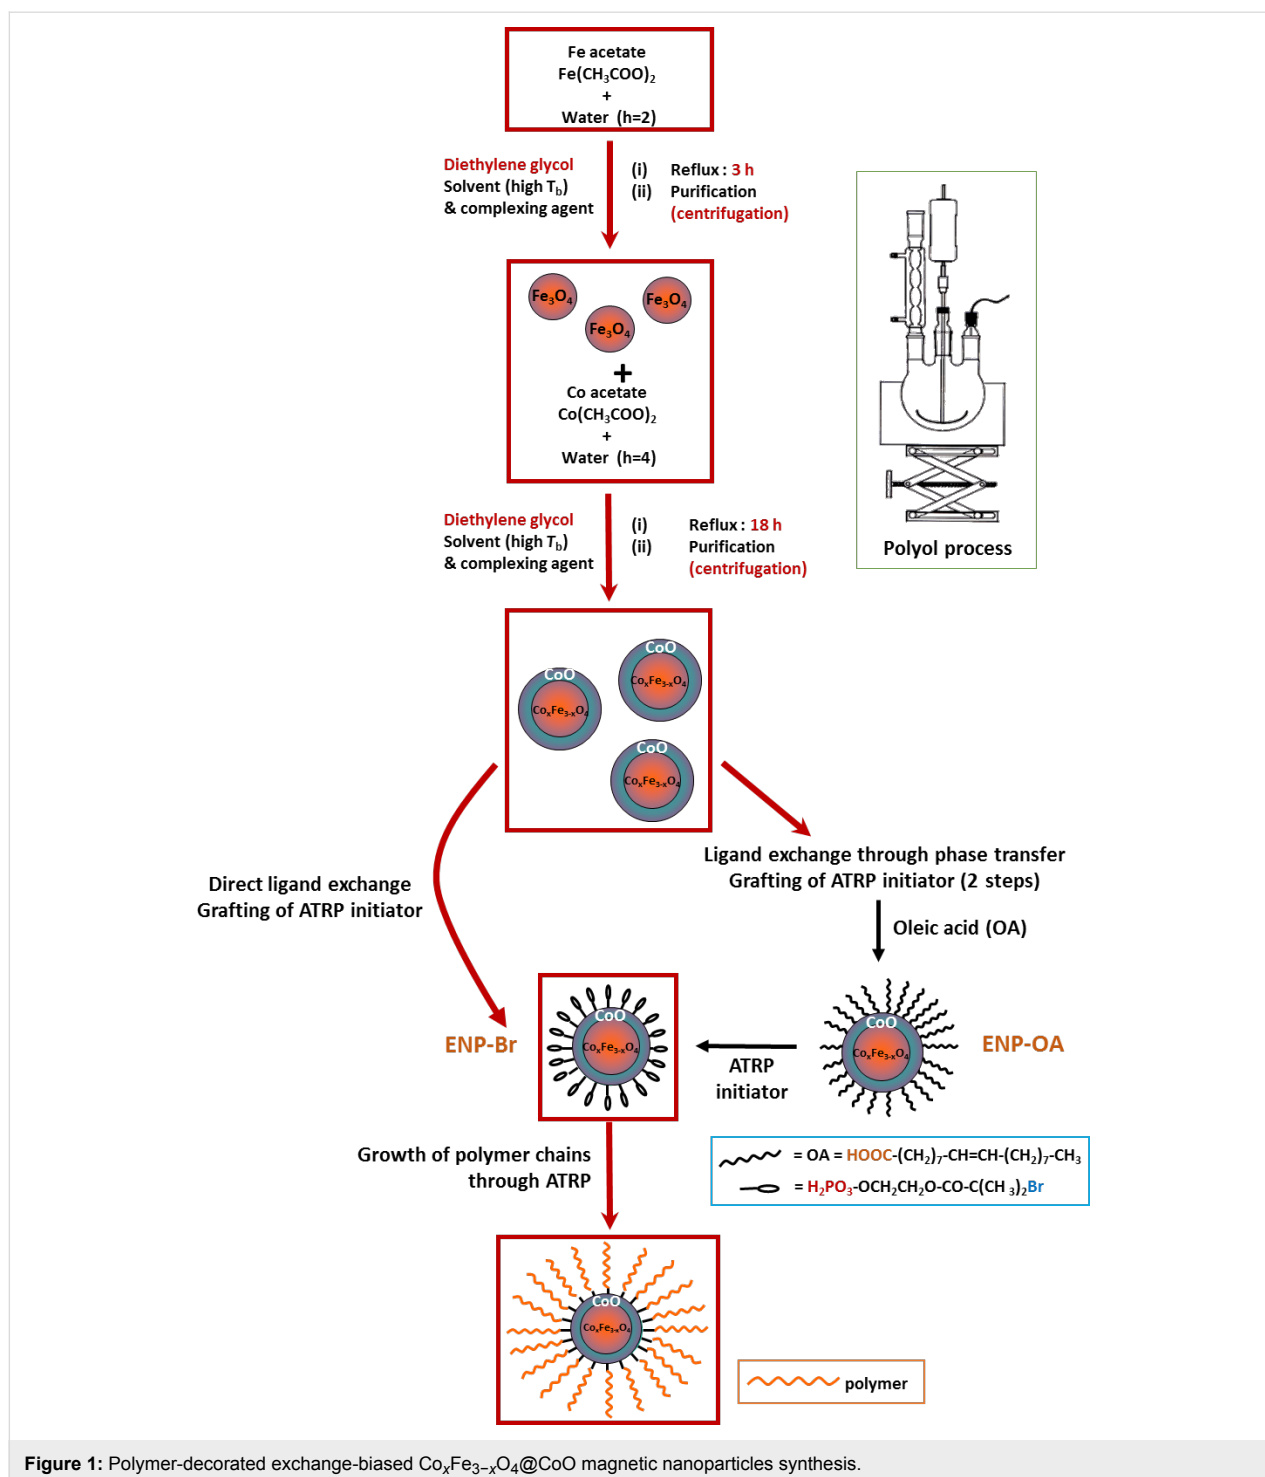 Fe acetate
Fe(CH₃COO)₂
+
Water (h=2)
Diethylene glycol
Solvent (high T_b)
& complexing agent
(i) Reflux : 3 h
(ii) Purification
(centrifugation)
Fe₃O₄
Fe₃O₄
Fe₃O₄
+
Co acetate
Co(CH₃COO)₂
+
Water (h=4)
Polyol process
Diethylene glycol
Solvent (high T_b)
& complexing agent
(i) Reflux : 18 h
(ii) Purification
(centrifugation)
CoO
CoₓFe₃₋ₓO₄
CoO
CoₓFe₃₋ₓO₄
CoO
CoₓFe₃₋ₓO₄
Direct ligand exchange
Grafting of ATRP initiator
Ligand exchange through phase transfer
Grafting of ATRP initiator (2 steps)
Oleic acid (OA)
ENP-Br
CoO
CoₓFe₃₋ₓO₄
ATRP
initiator
CoO
CoₓFe₃₋ₓO₄
ENP-OA
Growth of polymer chains
through ATRP
= OA = HOOC-(CH₂)₇-CH=CH-(CH₂)₇-CH₃
= H₂PO₃-OCH₂CH₂O-CO-C(CH₃)₂Br
CoO
CoₓFe₃₋ₓO₄
polymer
Figure 1: Polymer-decorated exchange-biased CoₓFe₃₋ₓO₄@CoO magnetic nanoparticles synthesis.